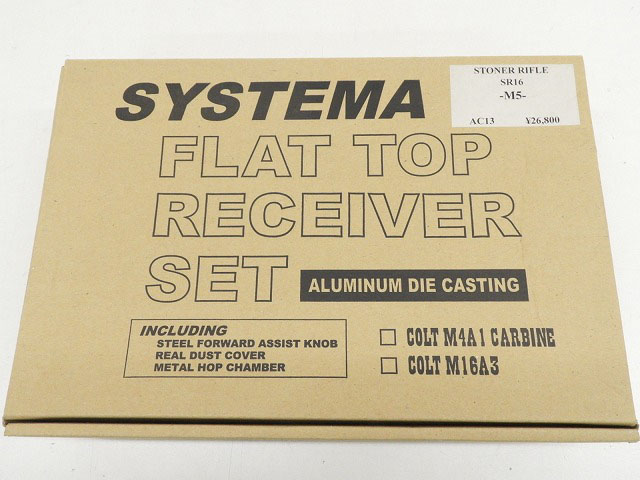 SYSTEMA
STONER RIFLE
SR16
-M5-
AC13 ¥26,800
FLAT TOP
RECEIVER
SET
ALUMINUM DIE CASTING
INCLUDING
STEEL FORWARD ASSIST KNOB
REAL DUST COVER
METAL HOP CHAMBER
COLT M4A1 CARBINE
COLT M16A3